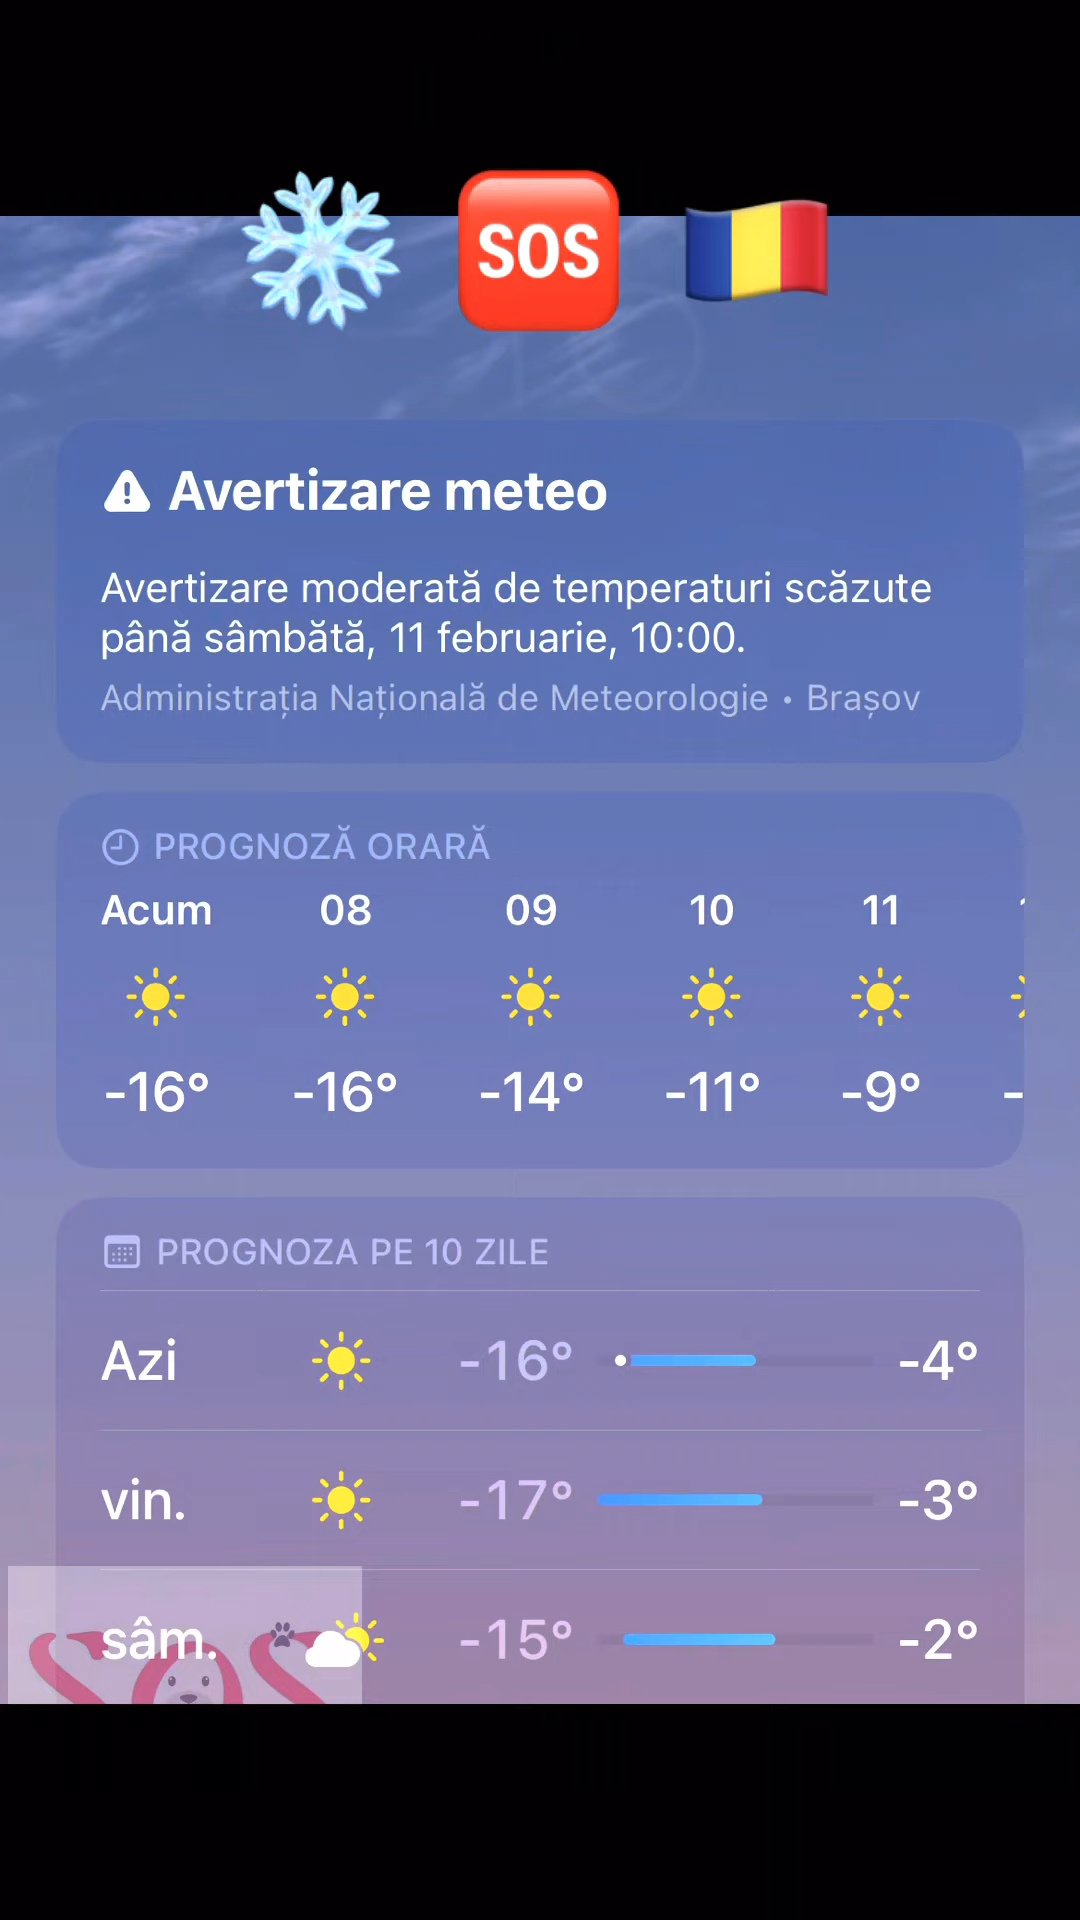 SOS
Avertizare meteo
Avertizare moderată de temperaturi scăzute
până sâmbătă, 11 februarie, 10:00.
Administrația Națională de Meteorologie • Brașov
PROGNOZĂ ORARĂ
Acum 08 09 10 11
-16° -16° -14° -11° -9°
PROGNOZA PE 10 ZILE
Azi -16° -4°
vin. -17° -3°
sâm. -15° -2°
SOS